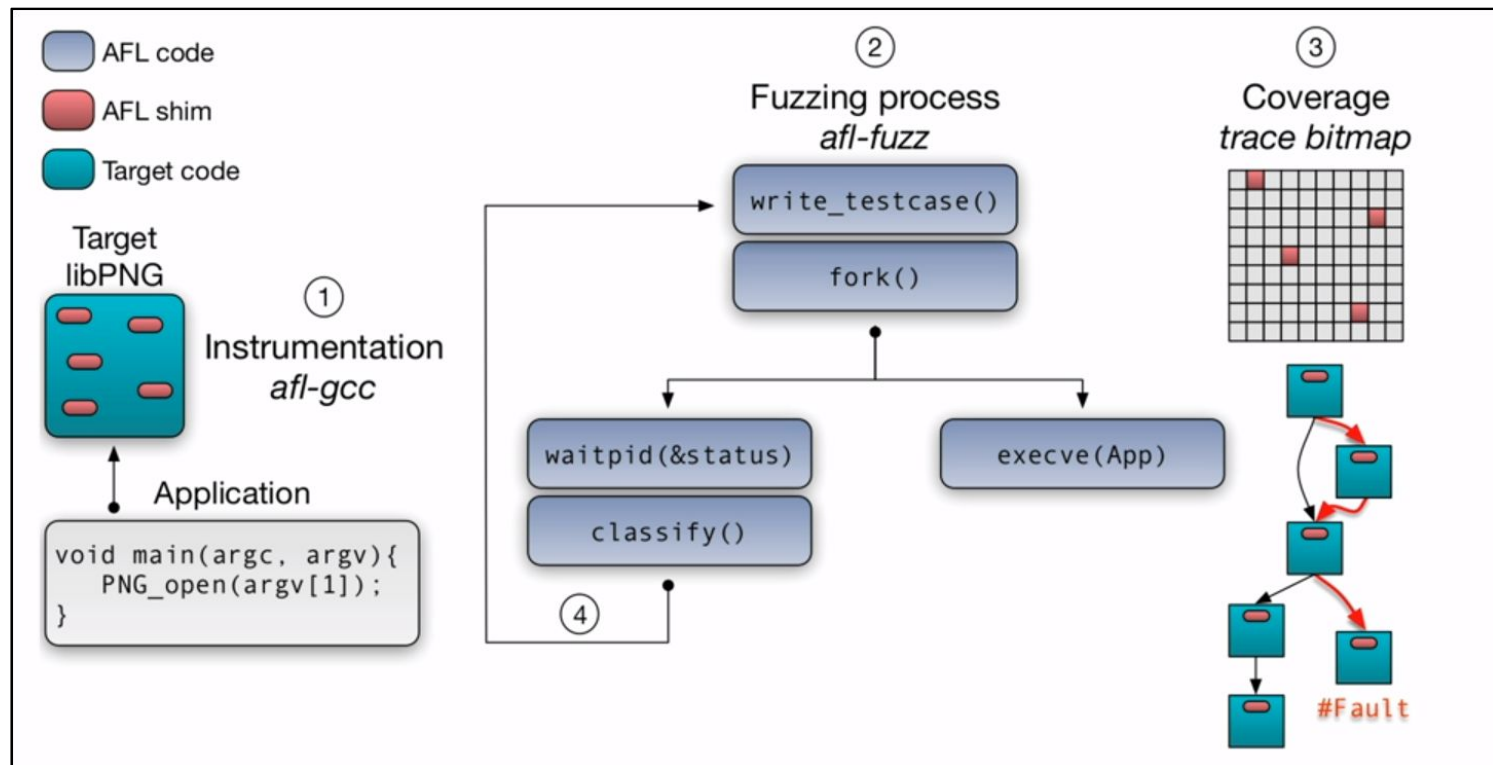 AFL code
AFL shim
Target code
Target
libPNG
1
Instrumentation
afl-gcc
Application
void main(argc, argv){
PNG_open(argv[1]);
}
2
Fuzzing process
afl-fuzz
write_testcase()
fork()
waitpid(&status)
classify()
execve(App)
4
3
Coverage
trace bitmap
#Fault